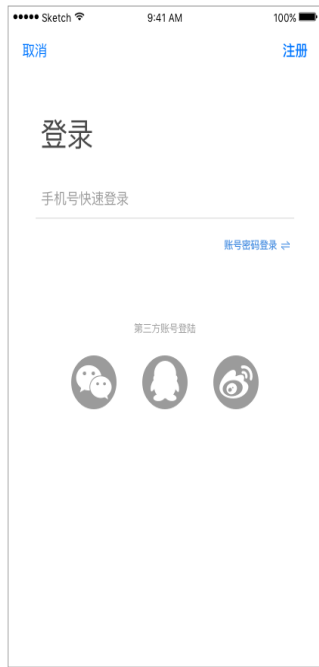 Sketch 9:41 AM 100%
取消 注册
登录
手机号快速登录
账号密码登录
第三方账号登陆